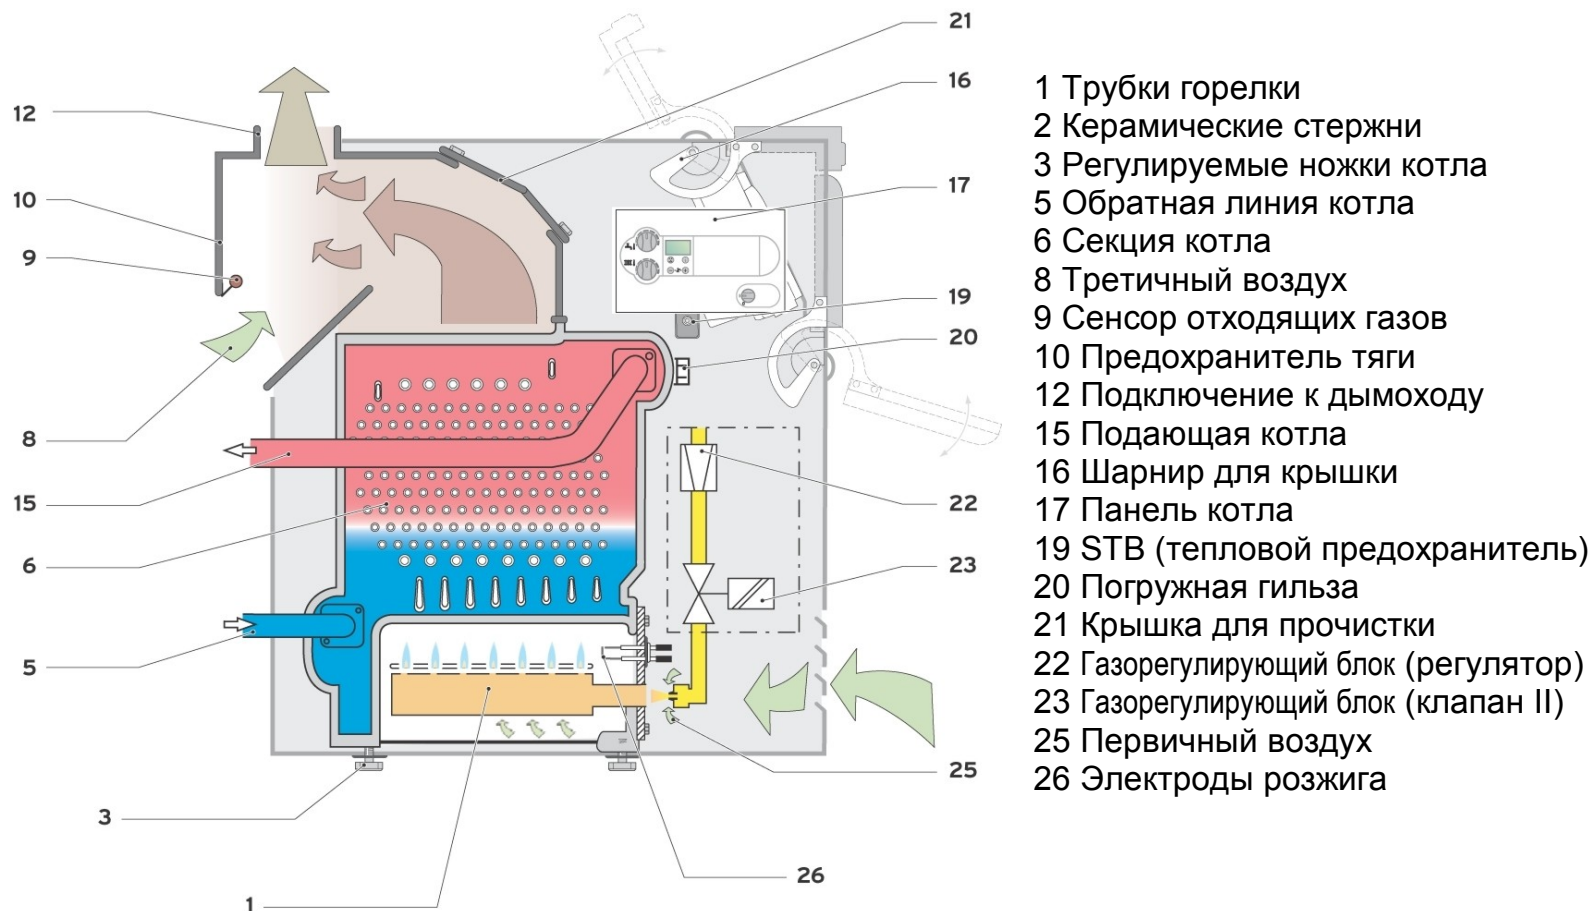 21
16
17
19
20
22
23
25
26
12
10
9
8
15
6
5
3
1
1 Трубки горелки
2 Керамические стержни
3 Регулируемые ножки котла
5 Обратная линия котла
6 Секция котла
8 Третичный воздух
9 Сенсор отходящих газов
10 Предохранитель тяги
12 Подключение к дымоходу
15 Подающая котла
16 Шарнир для крышки
17 Панель котла
19 STB (тепловой предохранитель)
20 Погружная гильза
21 Крышка для прочистки
22 Газорегулирующий блок (регулятор)
23 Газорегулирующий блок (клапан II)
25 Первичный воздух
26 Электроды розжига